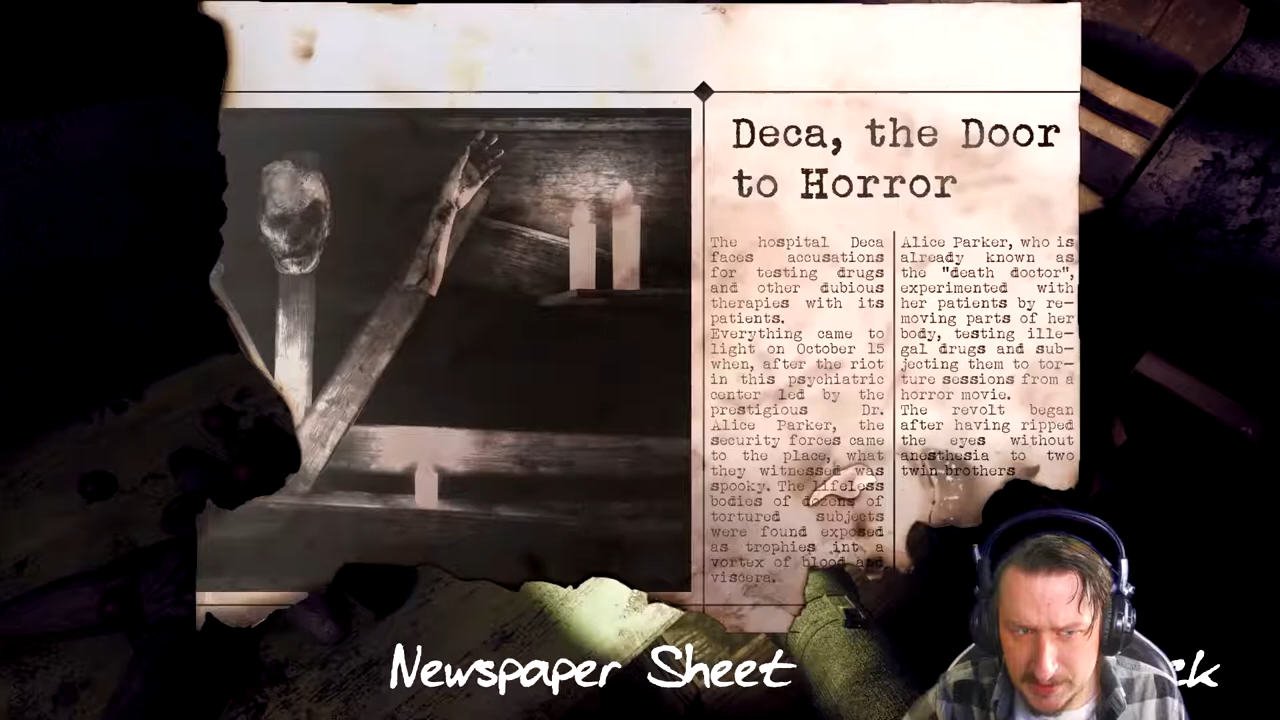 Deca, the Door
to Horror
The hospital Deca
faces accusations
for testing drugs
and other dubious
therapies with its
patients.
Everything came to
light on October 15
when, after the riot
in this psychiatric
center led by the
prestigious Dr.
Alice Parker, the
security forces came
to the place, what
they witnessed was
spooky. The lifeless
bodies of dozens of
tortured subjects
were found exposed
as trophies int a
vortex of blood and
viscera.
Alice Parker, who is
already known as
the "death doctor",
experimented with
her patients by re-
moving parts of her
body, testing ille-
gal drugs and sub-
jecting them to tor-
ture sessions from a
horror movie.
The revolt began
after having ripped
the eyes without
anesthesia to two
twin brothers
Newspaper Sheet